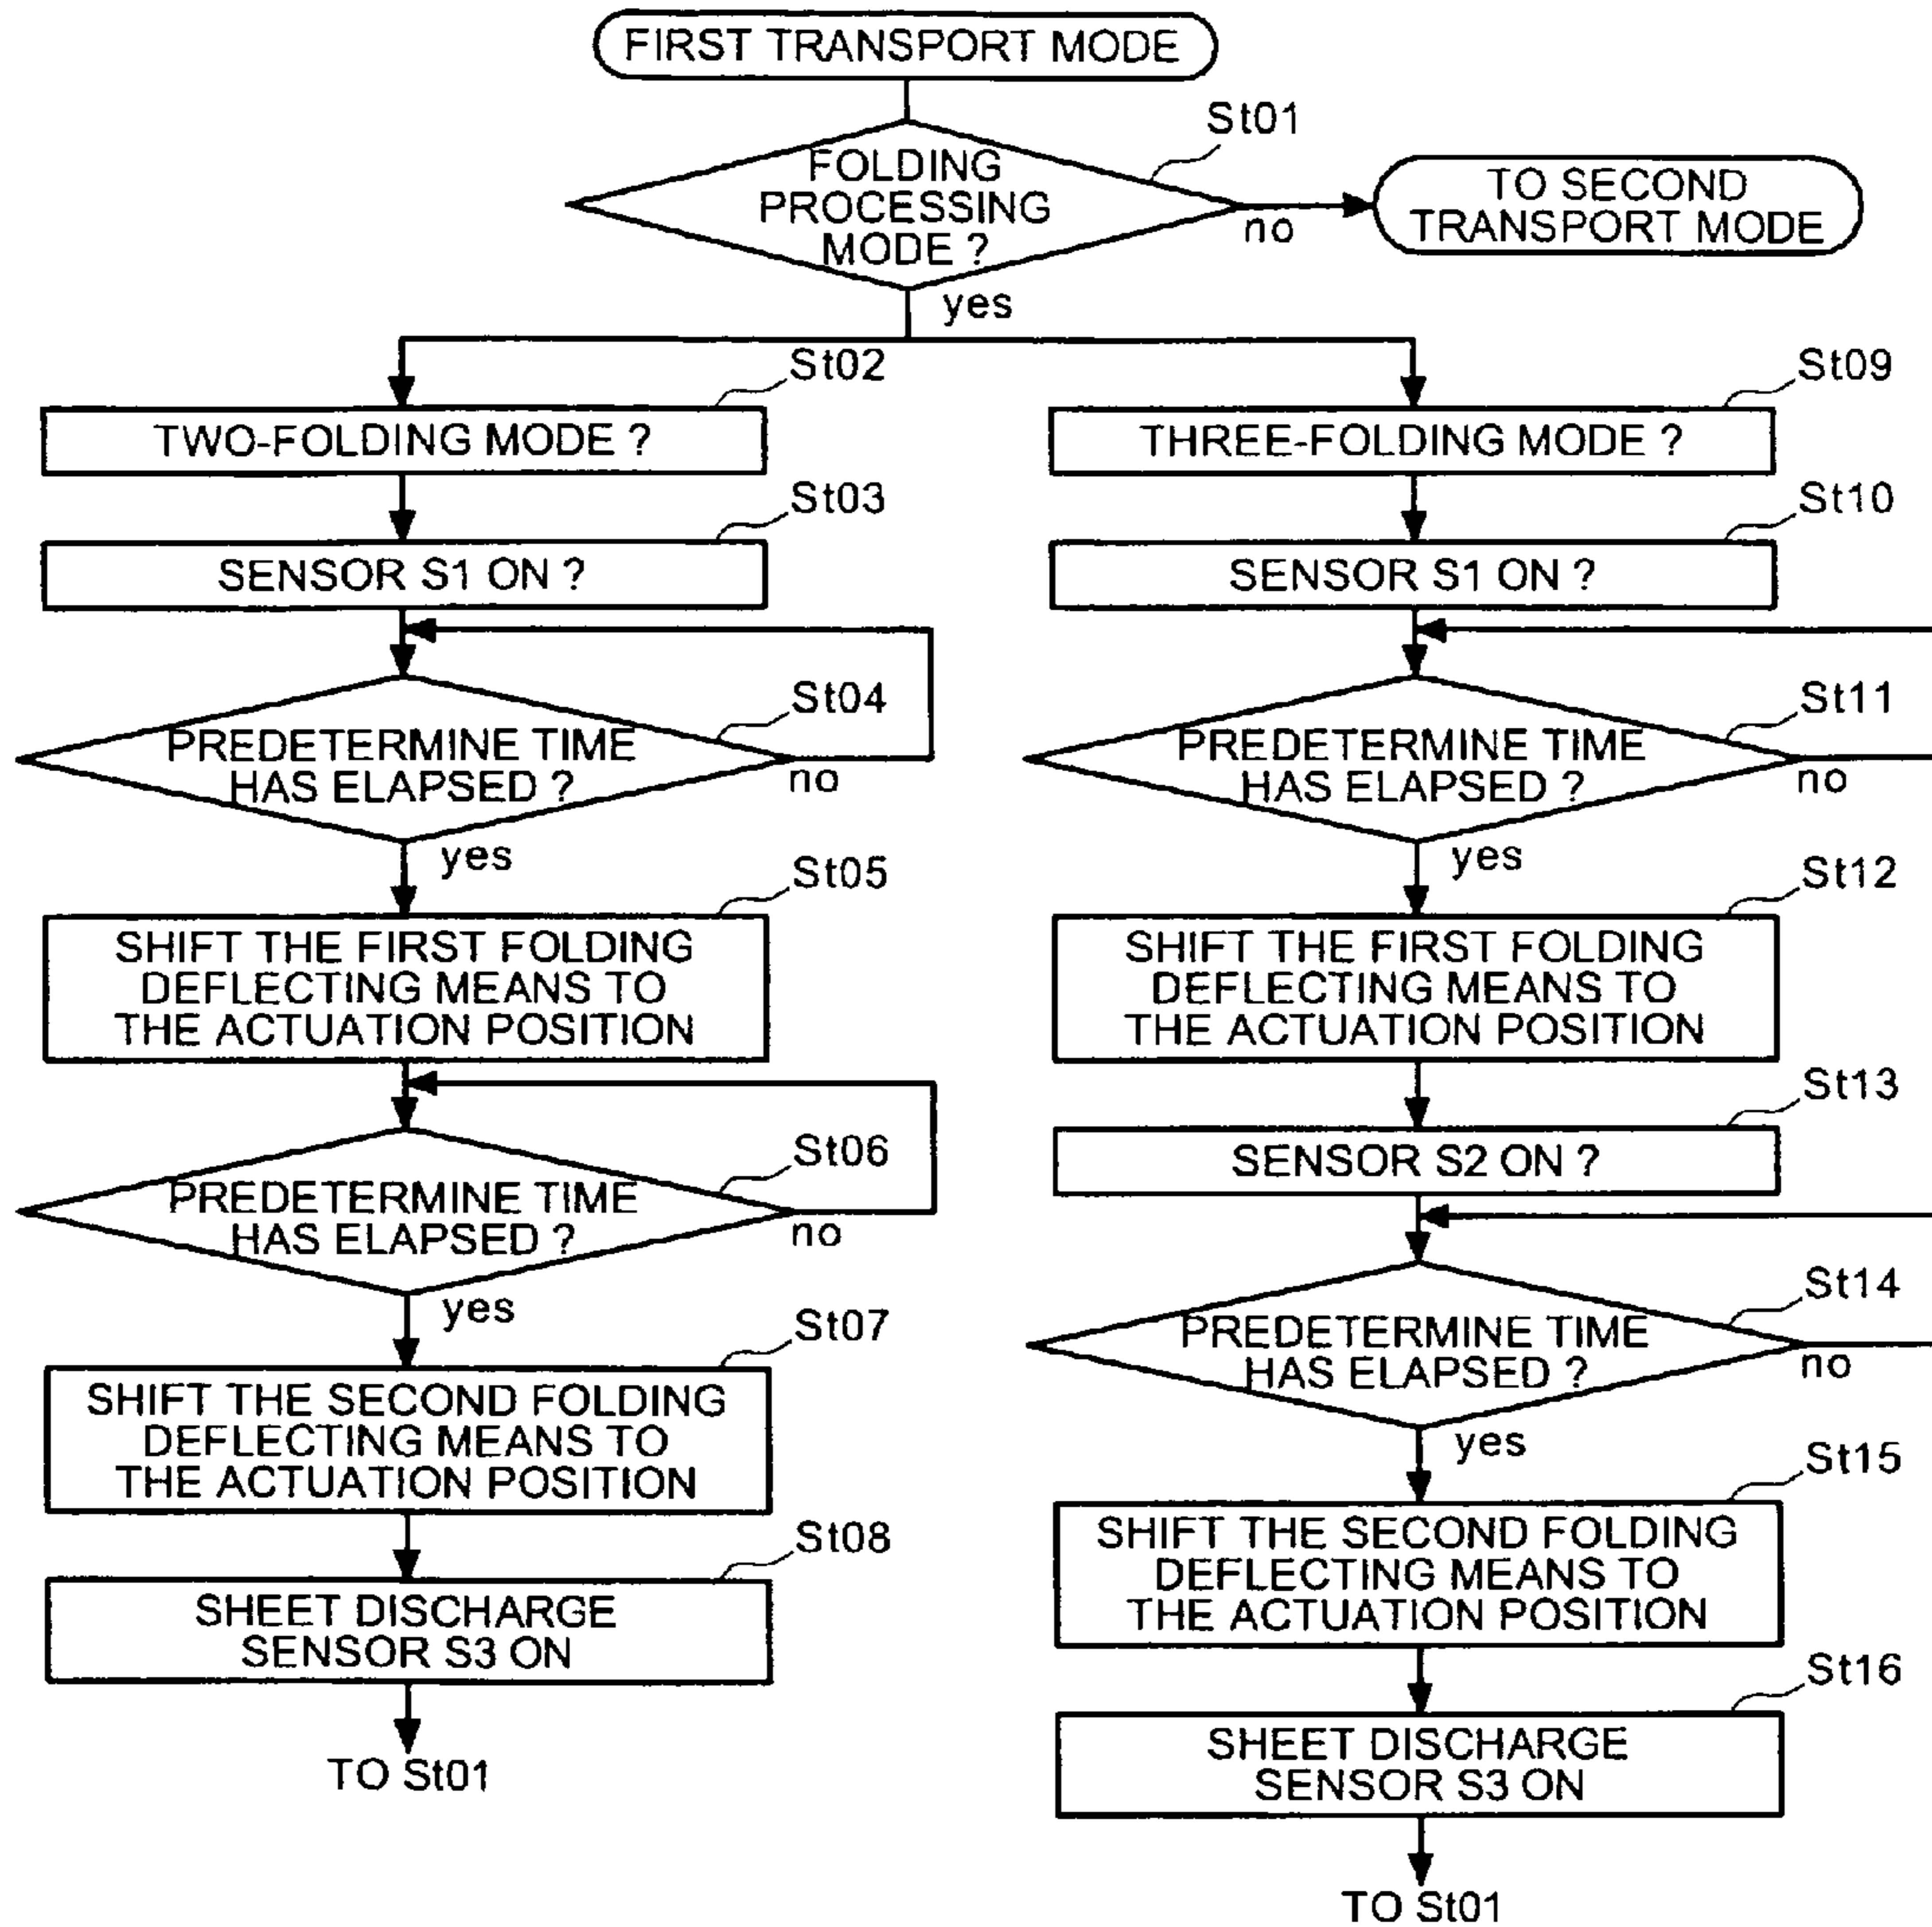 FIRST TRANSPORT MODE
St01
FOLDING
PROCESSING
MODE ?
no
TO SECOND
TRANSPORT MODE
yes
St02
TWO-FOLDING MODE ?
St03
SENSOR S1 ON ?
St04
PREDETERMINE TIME
HAS ELAPSED ?
no
yes
St05
SHIFT THE FIRST FOLDING
DEFLECTING MEANS TO
THE ACTUATION POSITION
St06
PREDETERMINE TIME
HAS ELAPSED ?
no
yes
St07
SHIFT THE SECOND FOLDING
DEFLECTING MEANS TO
THE ACTUATION POSITION
St08
SHEET DISCHARGE
SENSOR S3 ON
TO St01
St09
THREE-FOLDING MODE ?
St10
SENSOR S1 ON ?
St11
PREDETERMINE TIME
HAS ELAPSED ?
no
yes
St12
SHIFT THE FIRST FOLDING
DEFLECTING MEANS TO
THE ACTUATION POSITION
St13
SENSOR S2 ON ?
St14
PREDETERMINE TIME
HAS ELAPSED ?
no
yes
St15
SHIFT THE SECOND FOLDING
DEFLECTING MEANS TO
THE ACTUATION POSITION
St16
SHEET DISCHARGE
SENSOR S3 ON
TO St01